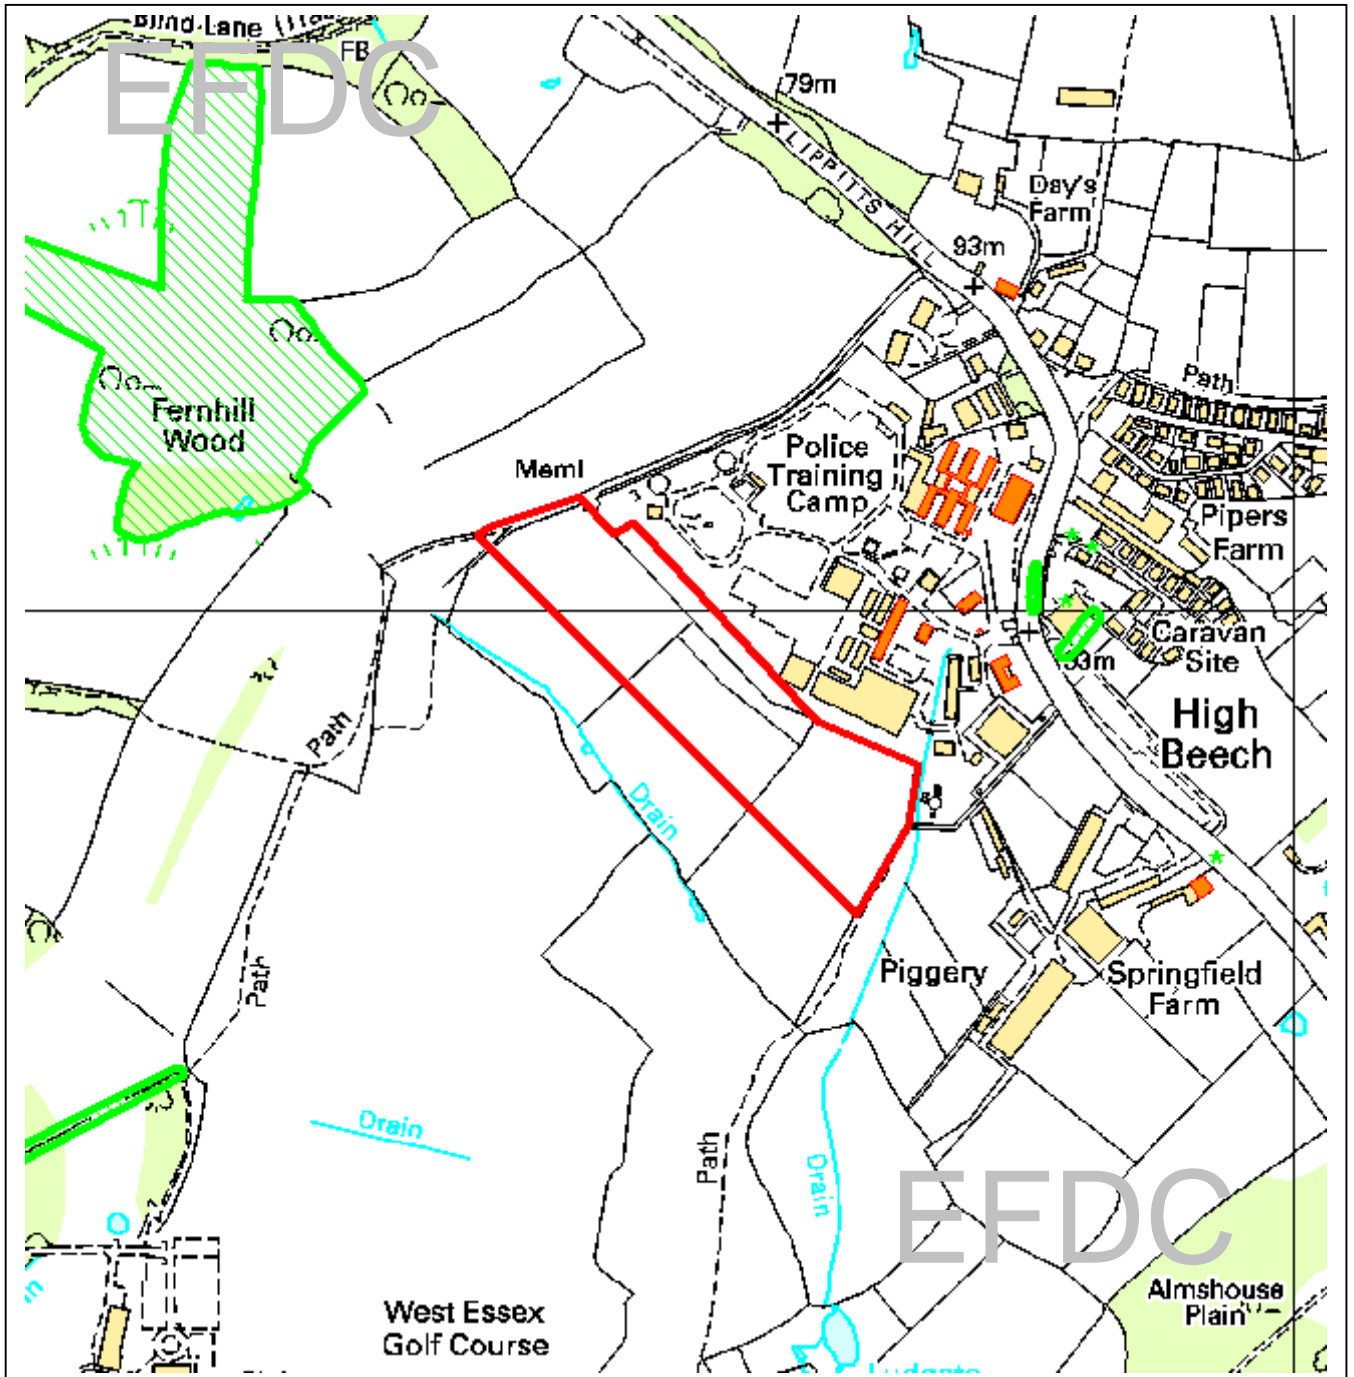 Blind Lane
FB
EFDC
79m
LIPPITTS HILL
Day's
Farm
93m
Path
Fernhill
Wood
Police
Training
Camp
Meml
Pipers
Farm
Caravan
Site
93m
High
Beech
Path
Drain
Path
Piggery
Springfield
Farm
Drain
Path
Drain
EFDC
Almshouse
Plain
West Essex
Golf Course